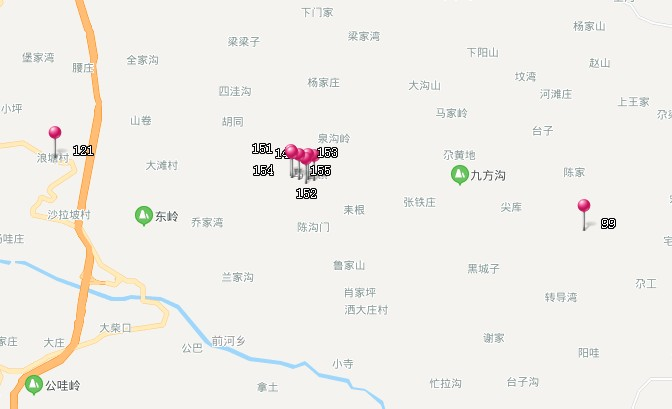 下门家
杨家山
梁梁子
梁家湾
堡家湾
腰庄
全家沟
下阳山
赵山
坟湾
杨家庄
四洼沟
大沟山
河滩庄
上王家
小坪
马家岭
山卷
胡同
台子
泉沟岭
151
156
121
浪塘村
尕黄地
大滩村
154
155
九方沟
陈家
152
张铁庄
尖库
来根
沙拉坡村
东岭
乔家湾
陈沟门
99
哇庄
鲁家山
黑城子
兰家沟
尕工
肖家坪
转导湾
洒大庄村
大柴口
前河乡
谢家
大庄
公巴
阳哇
小寺
公哇岭
拿土
忙拉沟
台子沟